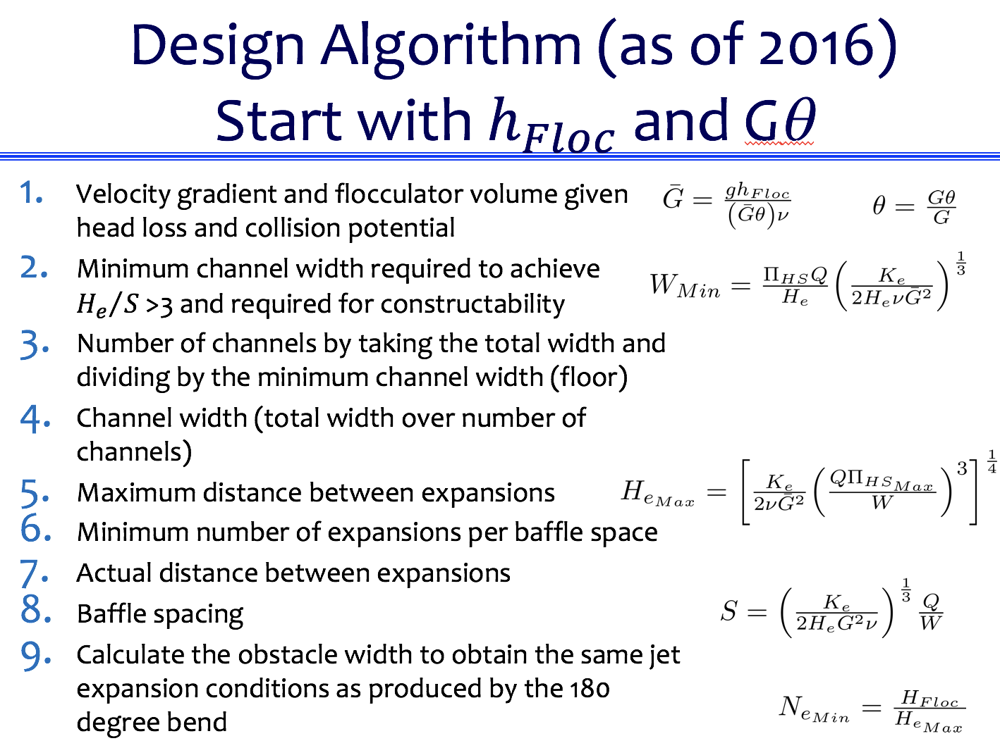 Design Algorithm (as of 2016)
Start with $h_{Floc}$ and G$\theta$
1. Velocity gradient and flocculator volume given
head loss and collision potential
$\bar{G} = \frac{gh_{Floc}}{(\bar{G}\theta)\nu}$
$\theta = \frac{G\theta}{G}$
2. Minimum channel width required to achieve
$H_e/S$ >3 and required for constructability
$W_{Min} = \frac{\Pi_{HS}Q}{H_e}\left(\frac{K_e}{2H_e\nu\bar{G}^2}\right)^{\frac{1}{3}}$
3. Number of channels by taking the total width and
dividing by the minimum channel width (floor)
4. Channel width (total width over number of
channels)
5. Maximum distance between expansions
$H_{e_{Max}} = \left[\frac{K_e}{2\nu\bar{G}^2}\left(\frac{Q\Pi_{HS_{Max}}}{W}\right)^3\right]^{\frac{1}{4}}$
6. Minimum number of expansions per baffle space
7. Actual distance between expansions
8. Baffle spacing
$S = \left(\frac{K_e}{2H_eG^2\nu}\right)^{\frac{1}{3}}\frac{Q}{W}$
9. Calculate the obstacle width to obtain the same jet
expansion conditions as produced by the 180
degree bend
$N_{e_{Min}} = \frac{H_{Floc}}{H_{e_{Max}}}$